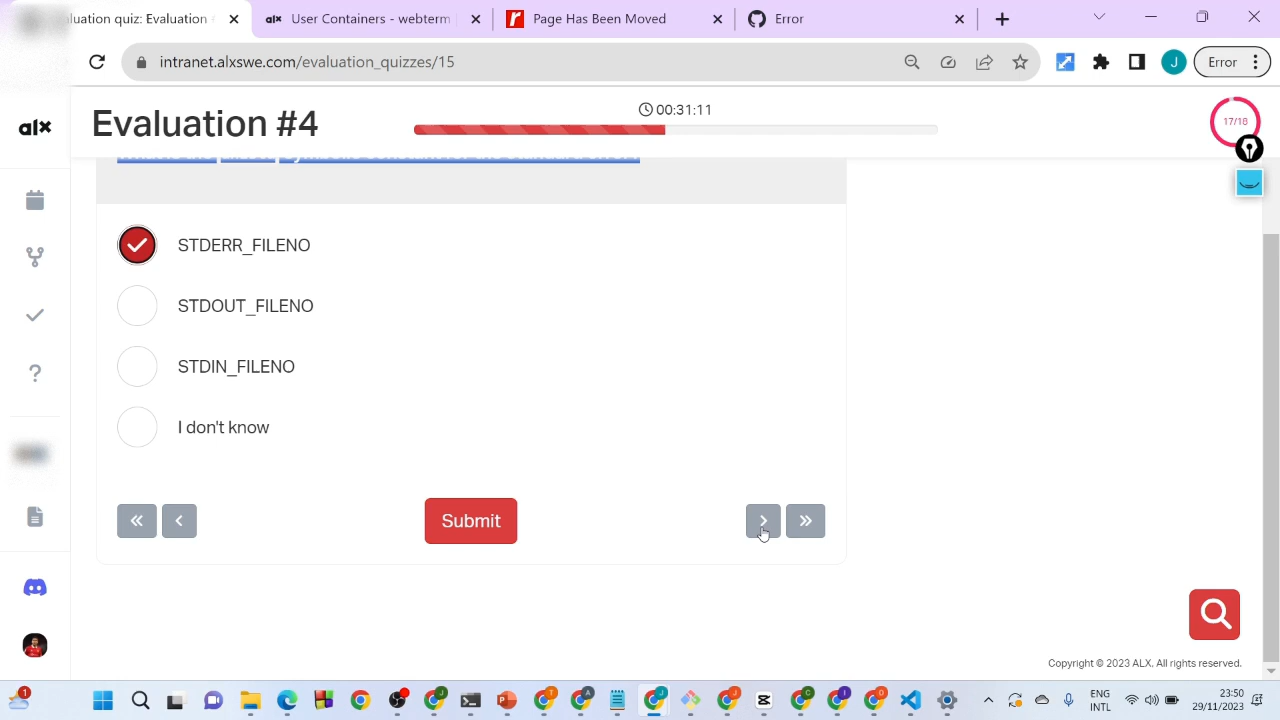 uation quiz: Evaluation
User Containers - webterm
Page Has Been Moved
Error
intranet.alxswe.com/evaluation_quizzes/15
J
Error
alx
Evaluation #4
00:31:11
17/18
STDERR_FILENO
STDOUT_FILENO
STDIN_FILENO
I don't know
« ‹
Submit
› »
Copyright © 2023 ALX. All rights reserved.
1
ENG
INTL
23:50
29/11/2023